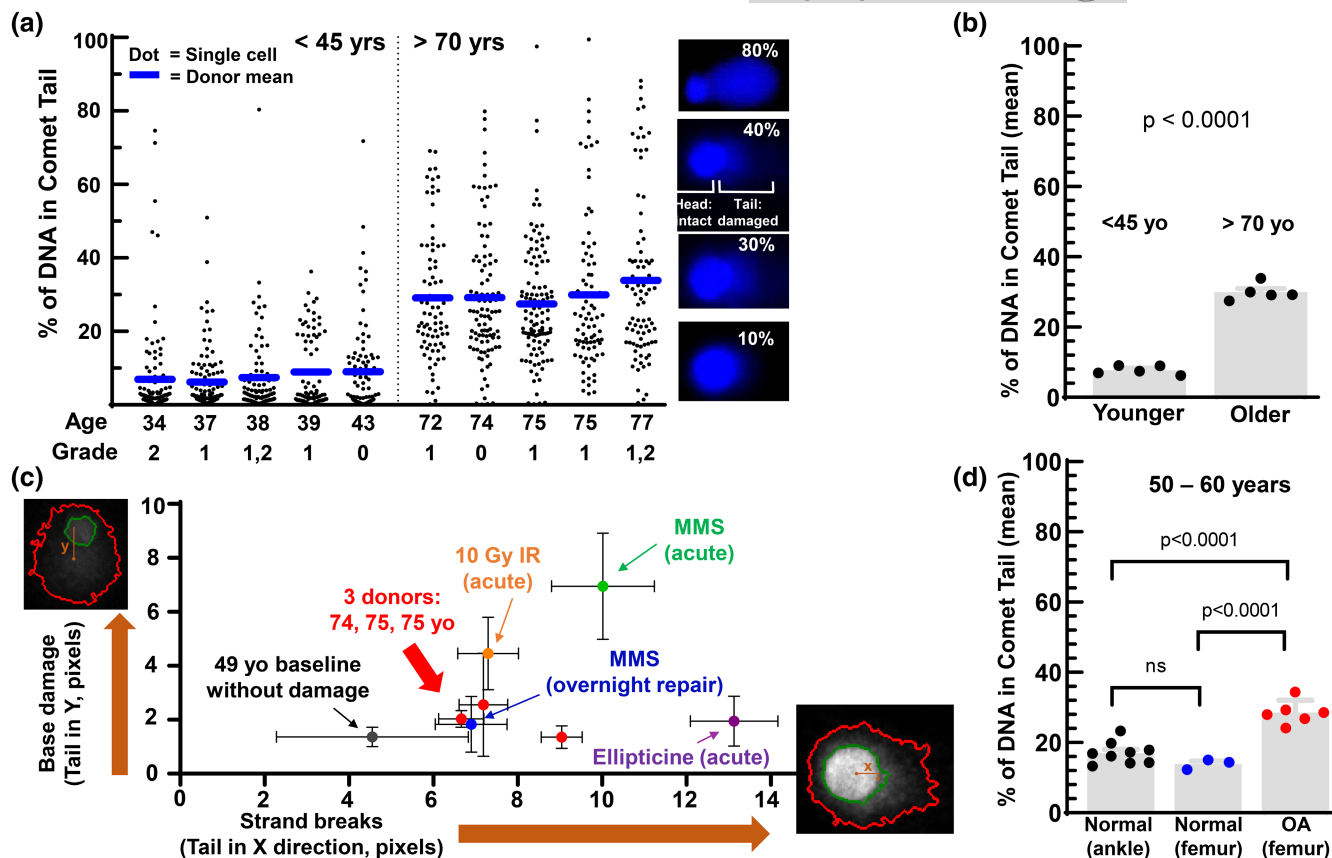 (a)
% of DNA in Comet Tail
100
80
60
40
20
Dot = Single cell
= Donor mean
< 45 yrs
> 70 yrs
Age 34 37 38 39 43 72 74 75 75 77
Grade 2 1 1,2 1 0 1 0 1 1 1,2
80%
40%
Tail:
ntact damaged
30%
10%
(b)
% of DNA in Comet Tail (mean)
100
80
60
40
20
0
p < 0.0001
<45 yo
> 70 yo
Younger
Older
(c)
y
Base damage
(Tail in Y, pixels)
10
8
6
4
2
0
MMS
(acute)
10 Gy IR
(acute)
3 donors:
74, 75, 75 yo
49 yo baseline
without damage
MMS
(overnight repair)
Ellipticine (acute)
x
0 2 4 6 8 10 12 14
Strand breaks
(Tail in X direction, pixels)
(d)
% of DNA in Comet Tail (mean)
100
80
60
40
20
0
50 – 60 years
p<0.0001
p<0.0001
ns
Normal
(ankle)
Normal
(femur)
OA
(femur)